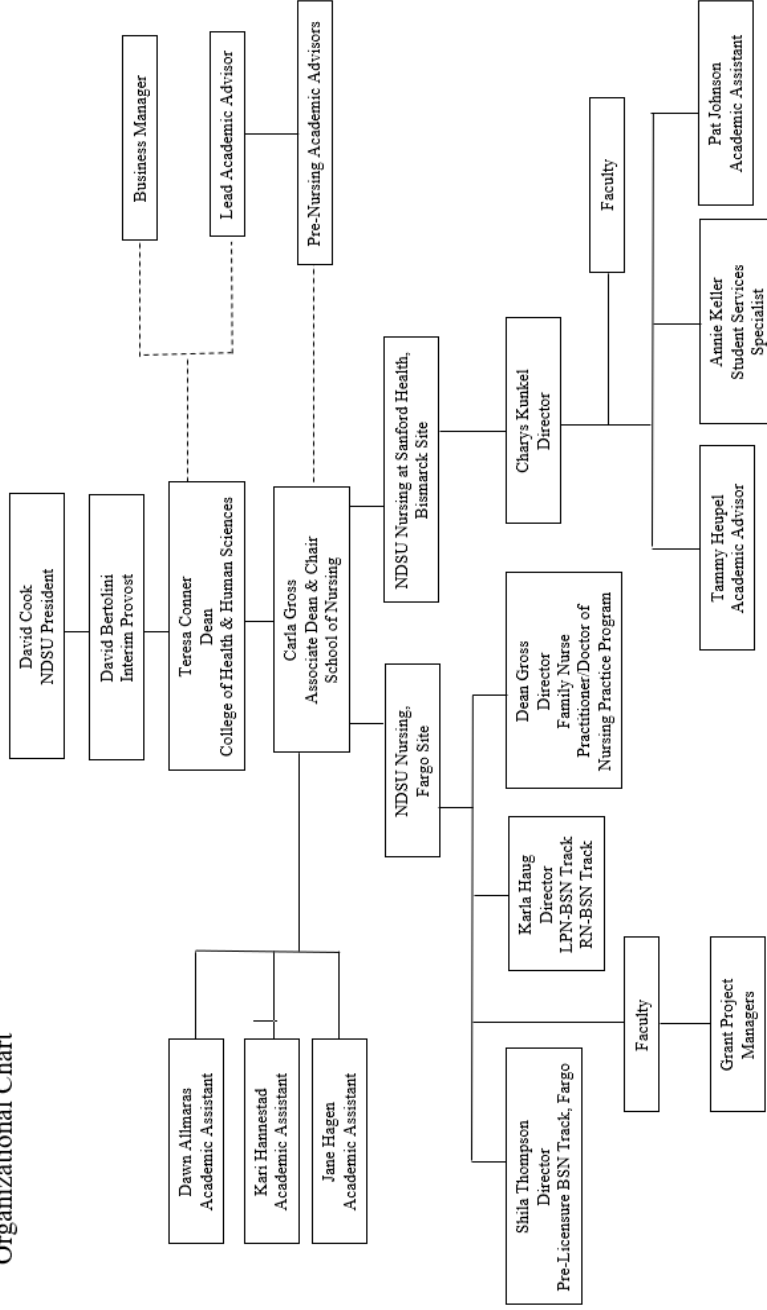 Organizational Chart
David Cook
NDSU President
David Bertolini
Interim Provost
Teresa Conner
Dean
College of Health & Human Sciences
Business Manager
Lead Academic Advisor
Carla Gross
Associate Dean & Chair
School of Nursing
Pre-Nursing Academic Advisors
Dawn Allmaras
Academic Assistant
Kari Hannestad
Academic Assistant
Jane Hagen
Academic Assistant
NDSU Nursing,
Fargo Site
NDSU Nursing at Sanford Health,
Bismarck Site
Shila Thompson
Director
Pre-Licensure BSN Track, Fargo
Karla Haug
Director
LPN-BSN Track
RN-BSN Track
Dean Gross
Director
Family Nurse
Practitioner/Doctor of
Nursing Practice Program
Charys Kunkel
Director
Faculty
Faculty
Grant Project
Managers
Tammy Heupel
Academic Advisor
Annie Keller
Student Services
Specialist
Pat Johnson
Academic Assistant